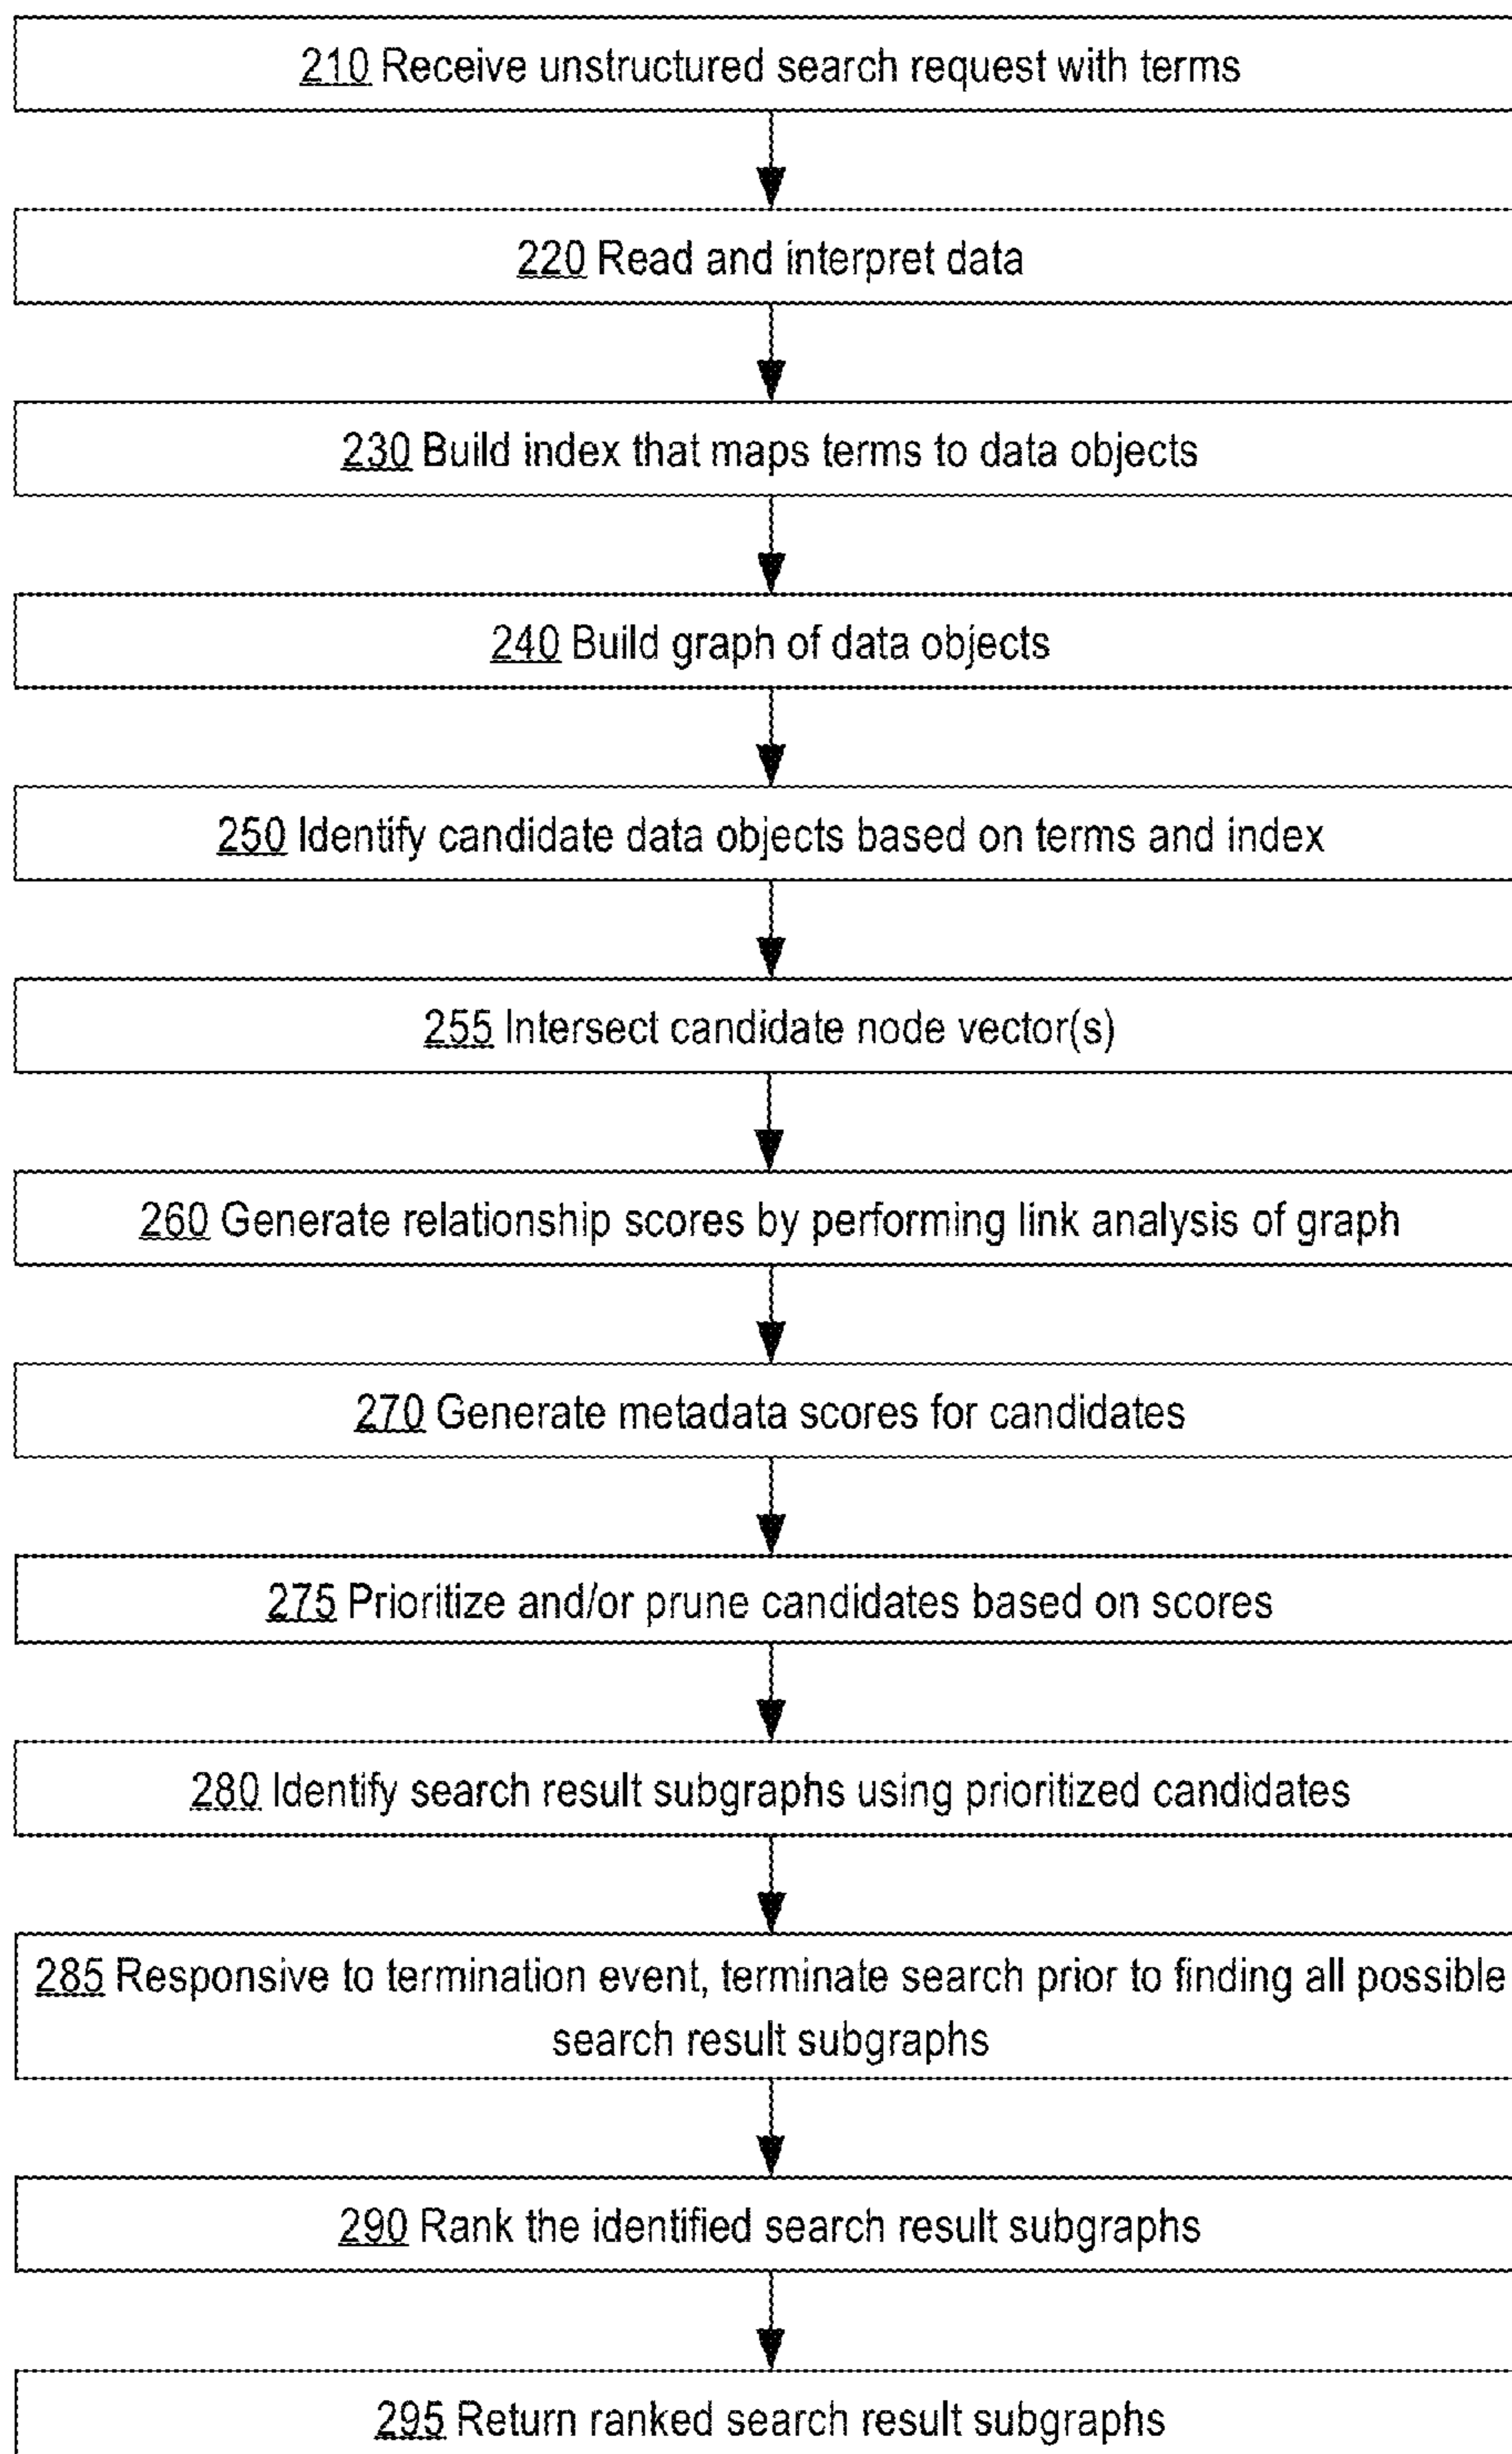 210 Receive unstructured search request with terms
220 Read and interpret data
230 Build index that maps terms to data objects
240 Build graph of data objects
250 Identify candidate data objects based on terms and index
255 Intersect candidate node vector(s)
260 Generate relationship scores by performing link analysis of graph
270 Generate metadata scores for candidates
275 Prioritize and/or prune candidates based on scores
280 Identify search result subgraphs using prioritized candidates
285 Responsive to termination event, terminate search prior to finding all possible
search result subgraphs
290 Rank the identified search result subgraphs
295 Return ranked search result subgraphs